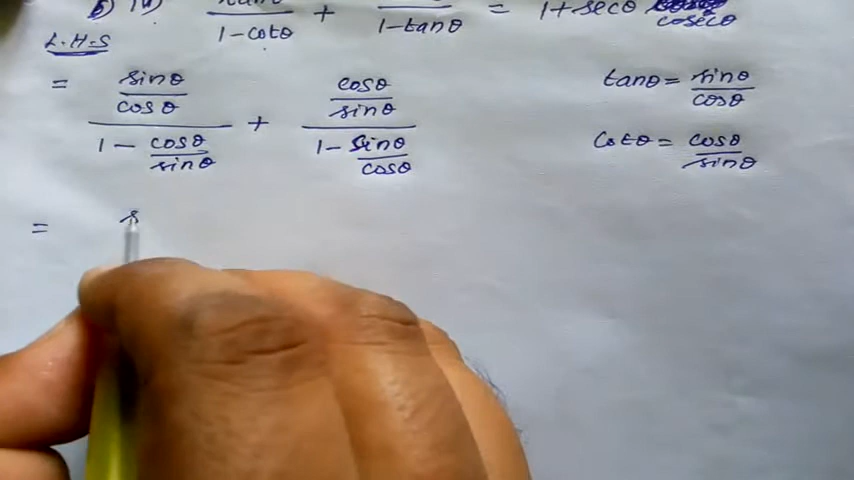 5) iv) tanθ/(1-cotθ) + /(1-tanθ) = 1+secθ cosecθ
L.H.S
= (sinθ/cosθ)/(1 - cosθ/sinθ) + (cosθ/sinθ)/(1 - sinθ/cosθ) tanθ = sinθ/cosθ
cotθ = cosθ/sinθ
= s